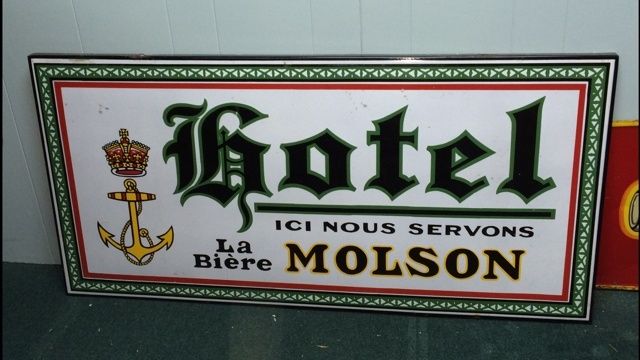 Hotel
ICI NOUS SERVONS
La Bière MOLSON